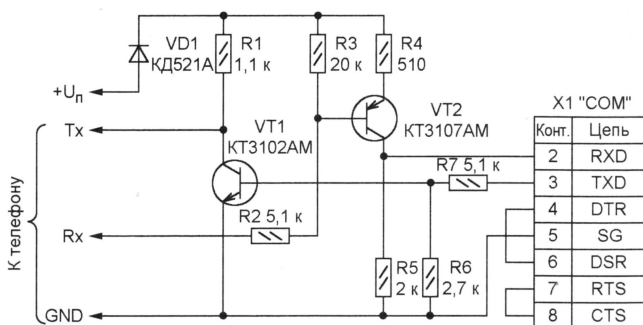 VD1
КД521А
R1
1,1 к
R3
20 к
R4
510
+Uп
X1 "COM"
Tx
VT1
КТ3102АМ
VT2
КТ3107АМ
Конт. Цепь
2 RXD
R7 5,1 к
3 TXD
4 DTR
К телефону
R2 5,1 к
Rx
5 SG
R5
2 к
R6
2,7 к
6 DSR
7 RTS
GND
8 CTS